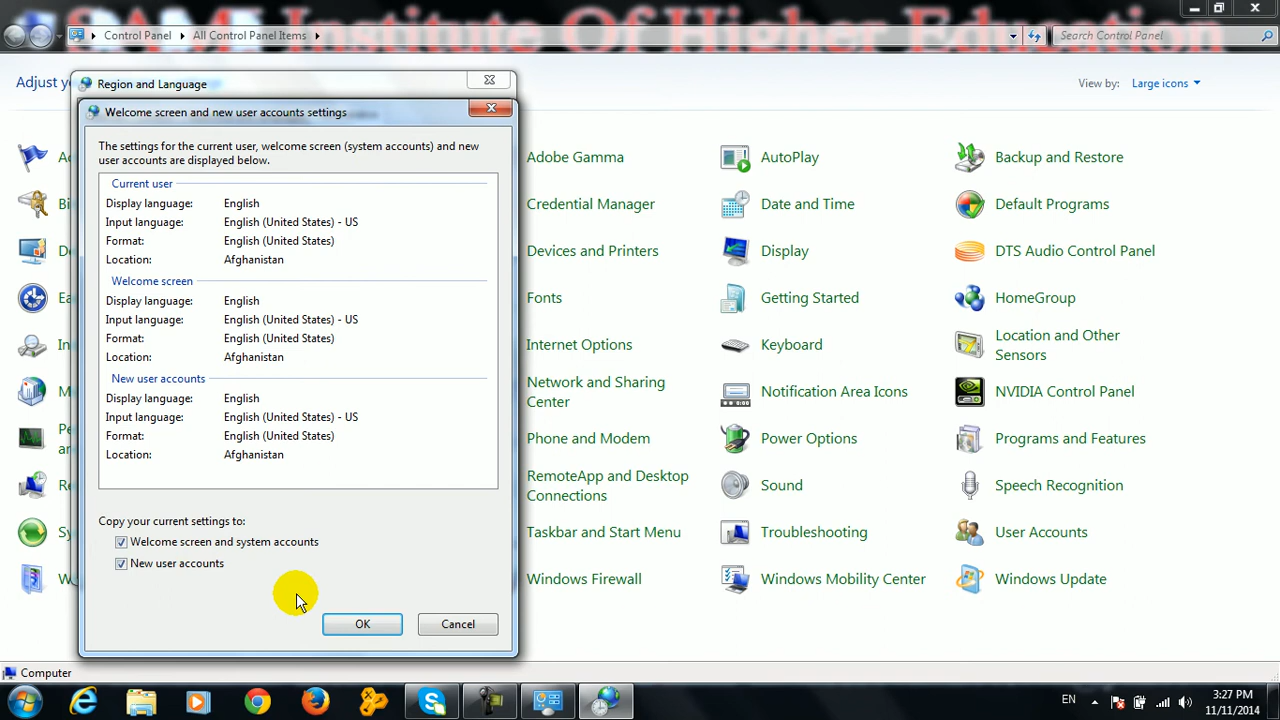 SAMI Institute Of Higher Education
Control Panel
All Control Panel Items
Search Control Panel
Adjust
View by:
Large icons
Region and Language
Welcome screen and new user accounts settings
The settings for the current user, welcome screen (system accounts) and new
user accounts are displayed below.
Current user
Display language: English
Input language: English (United States) - US
Format: English (United States)
Location: Afghanistan
Welcome screen
Display language: English
Input language: English (United States) - US
Format: English (United States)
Location: Afghanistan
New user accounts
Display language: English
Input language: English (United States) - US
Format: English (United States)
Location: Afghanistan
Copy your current settings to:
Welcome screen and system accounts
New user accounts
OK
Cancel
Adobe Gamma
AutoPlay
Backup and Restore
Credential Manager
Date and Time
Default Programs
Devices and Printers
Display
DTS Audio Control Panel
Fonts
Getting Started
HomeGroup
Internet Options
Keyboard
Location and Other
Sensors
Network and Sharing
Center
Notification Area Icons
NVIDIA Control Panel
Phone and Modem
Power Options
Programs and Features
RemoteApp and Desktop
Connections
Sound
Speech Recognition
Taskbar and Start Menu
Troubleshooting
User Accounts
Windows Firewall
Windows Mobility Center
Windows Update
Computer
EN
3:27 PM
11/11/2014